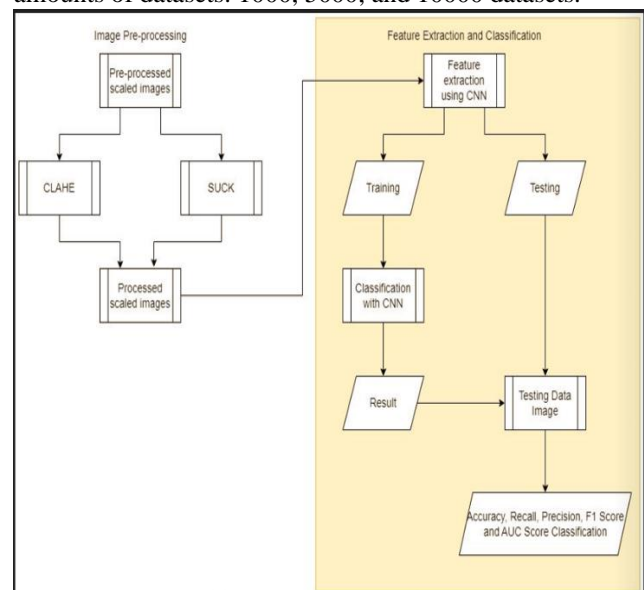 amounts of datasets: 1000, 5000, and 10000 datasets.
Image Pre-processing
Feature Extraction and Classification
Pre-processed
scaled images
Feature
extraction
using CNN
CLAHE
SUCK
Training
Testing
Processed
scaled images
Classification
with CNN
Result
Testing Data
Image
Accuracy, Recall, Precision, F1 Score
and AUC Score Classification